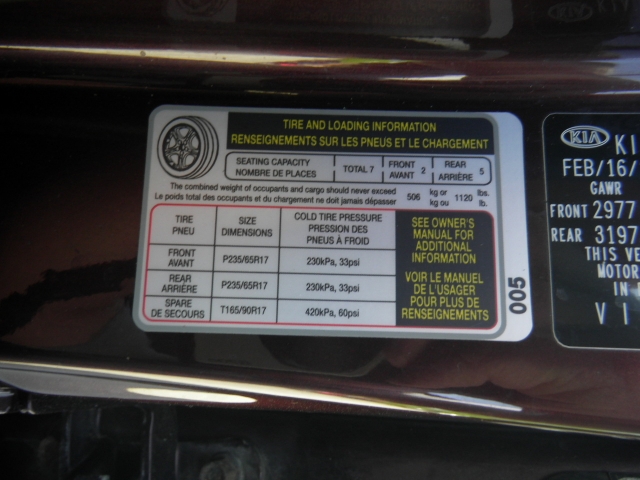 TIRE AND LOADING INFORMATION
RENSEIGNEMENTS SUR LES PNEUS ET LE CHARGEMENT
SEATING CAPACITY
NOMBRE DE PLACES
TOTAL 7
FRONT
AVANT
2
REAR
ARRIÈRE
5
The combined weight of occupants and cargo should never exceed
Le poids total des occupants et du chargement ne doit jamais dépasser
506
kg or
kg ou
1120
lbs.
lb.
TIRE
PNEU
SIZE
DIMENSIONS
COLD TIRE PRESSURE
PRESSION DES
PNEUS À FROID
FRONT
AVANT
P235/65R17
230kPa, 33psi
REAR
ARRIÈRE
P235/65R17
230kPa, 33psi
SPARE
DE SECOURS
T165/90R17
420kPa, 60psi
SEE OWNER'S
MANUAL FOR
ADDITIONAL
INFORMATION
VOIR LE MANUEL
DE L'USAGER
POUR PLUS DE
RENSEIGNEMENTS
005
KIA
KI
FEB/16/
GAWR
FRONT 2977
REAR 3197
THIS VE
MOTOR
IN
VI